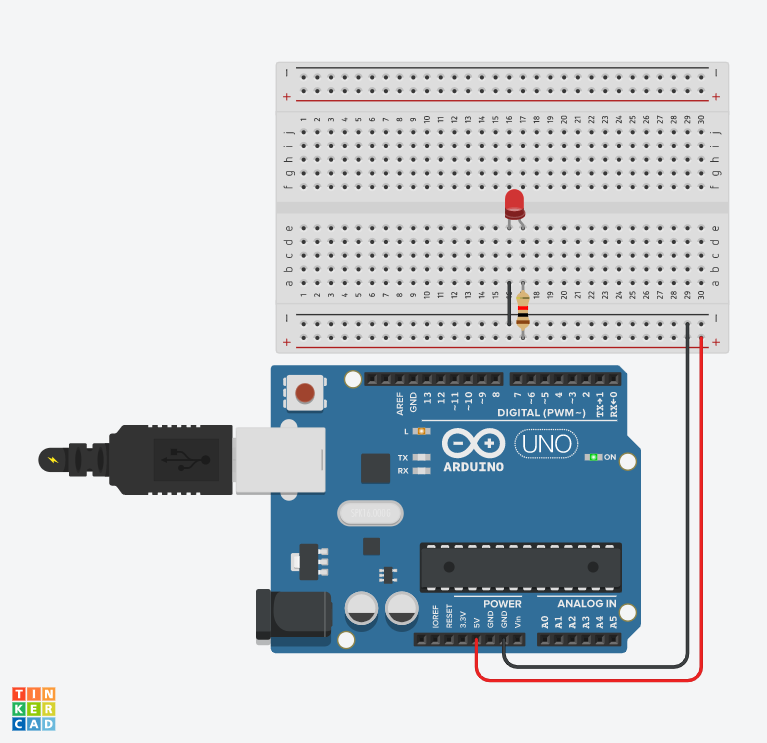 − −
+ +
1 2 3 4 5 6 7 8 9 10 11 12 13 14 15 16 17 18 19 20 21 22 23 24 25 26 27 28 29 30
j j
i i
h h
g g
f f
e e
d d
c c
b b
a a
1 2 3 4 5 6 7 8 9 10 11 12 13 14 15 17 18 19 20 21 22 23 24 25 26 27 28 29 30
− −
+ +
AREF GND 13 12 ~11 ~10 ~9 8 7 ~6 ~5 4 ~3 2 TX→1 RX←0
DIGITAL (PWM~)
L
UNO
TX
RX
ARDUINO
ON
POWER ANALOG IN
IOREF RESET 3.3V 5V GND GND Vin A0 A1 A2 A3 A4 A5
TIN
KER
CAD